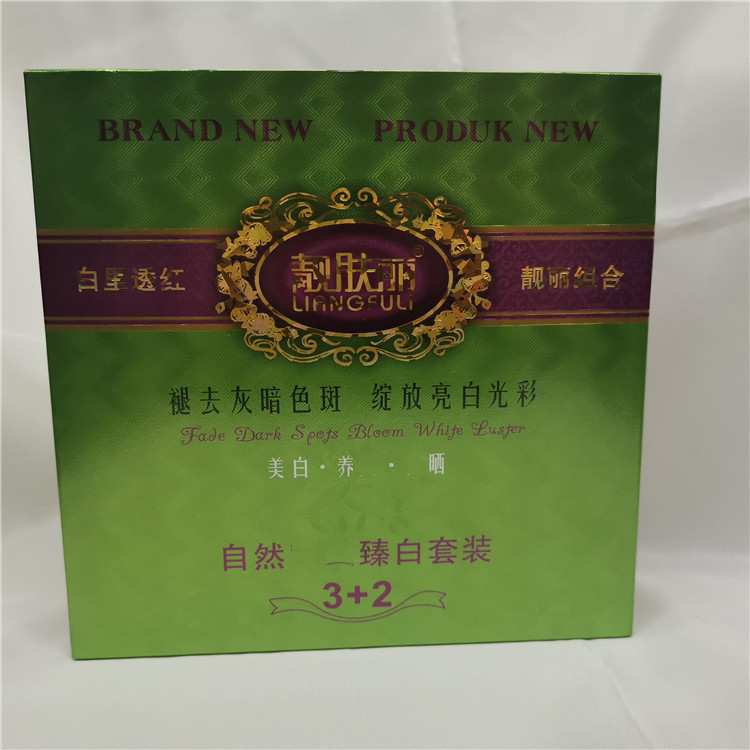 BRAND NEW PRODUK NEW
白里透红 靓肤丽® 靓丽组合
LIANGFULI
褪去灰暗色斑 绽放亮白光彩
Fade Dark Spots Bloom White Luster
美白·养 · 晒
自然 臻白套装
3+2